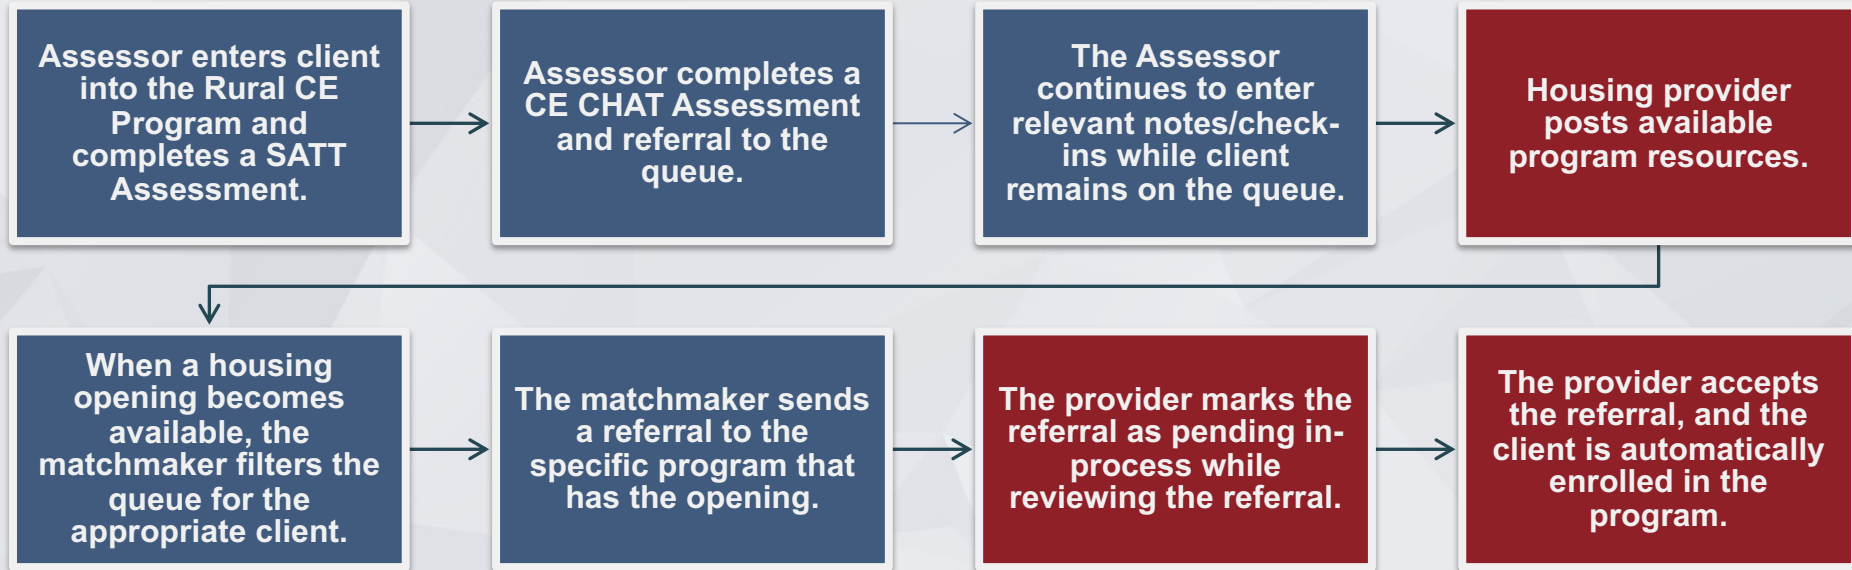 Assessor enters client
into the Rural CE
Program and
completes a SATT
Assessment.
Assessor completes a
CE CHAT Assessment
and referral to the
queue.
The Assessor
continues to enter
relevant notes/check-
ins while client
remains on the queue.
Housing provider
posts available
program resources.
When a housing
opening becomes
available, the
matchmaker filters the
queue for the
appropriate client.
The matchmaker sends
a referral to the
specific program that
has the opening.
The provider marks the
referral as pending in-
process while
reviewing the referral.
The provider accepts
the referral, and the
client is automatically
enrolled in the
program.